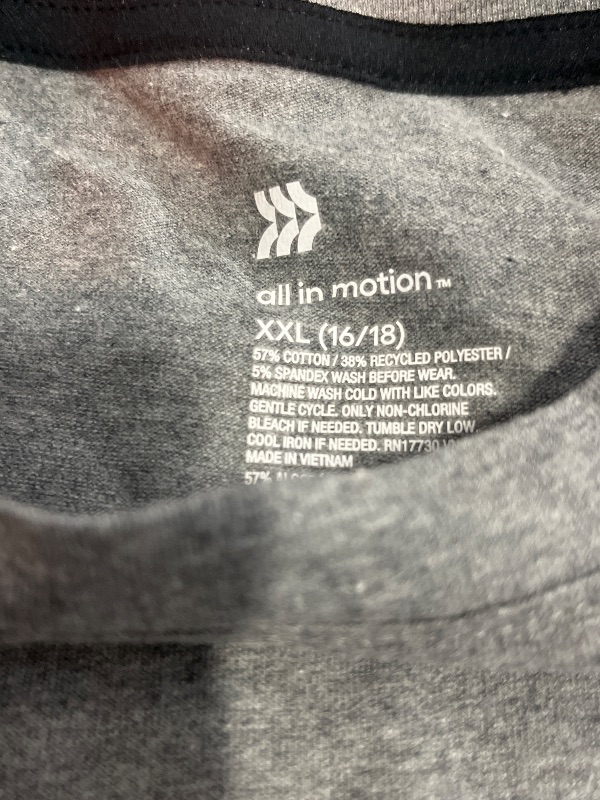 all in motion™
XXL (16/18)
57% COTTON / 38% RECYCLED POLYESTER /
5% SPANDEX WASH BEFORE WEAR.
MACHINE WASH COLD WITH LIKE COLORS.
GENTLE CYCLE. ONLY NON-CHLORINE
BLEACH IF NEEDED. TUMBLE DRY LOW
COOL IRON IF NEEDED. RN17730
MADE IN VIETNAM
57%